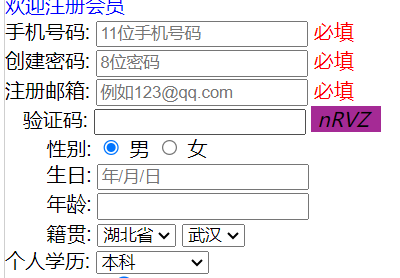 欢迎注册会员
手机号码: 11位手机号码 必填
创建密码: 8位密码 必填
注册邮箱: 例如123@qq.com 必填
验证码: nRVZ
性别: 男 女
生日: 年/月/日
年龄:
籍贯: 湖北省 武汉
个人学历: 本科